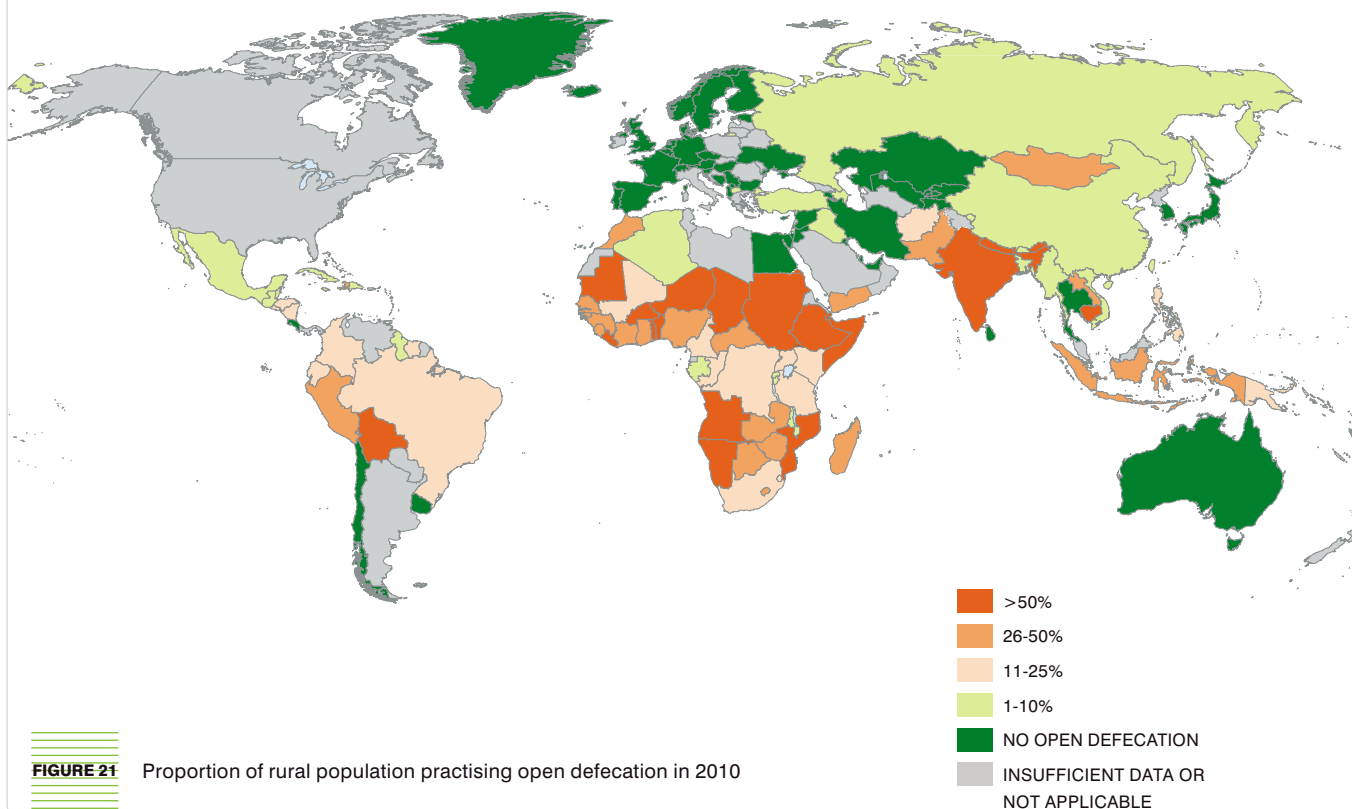 >50%
26-50%
11-25%
1-10%
NO OPEN DEFECATION
INSUFFICIENT DATA OR
NOT APPLICABLE
FIGURE 21 Proportion of rural population practising open defecation in 2010